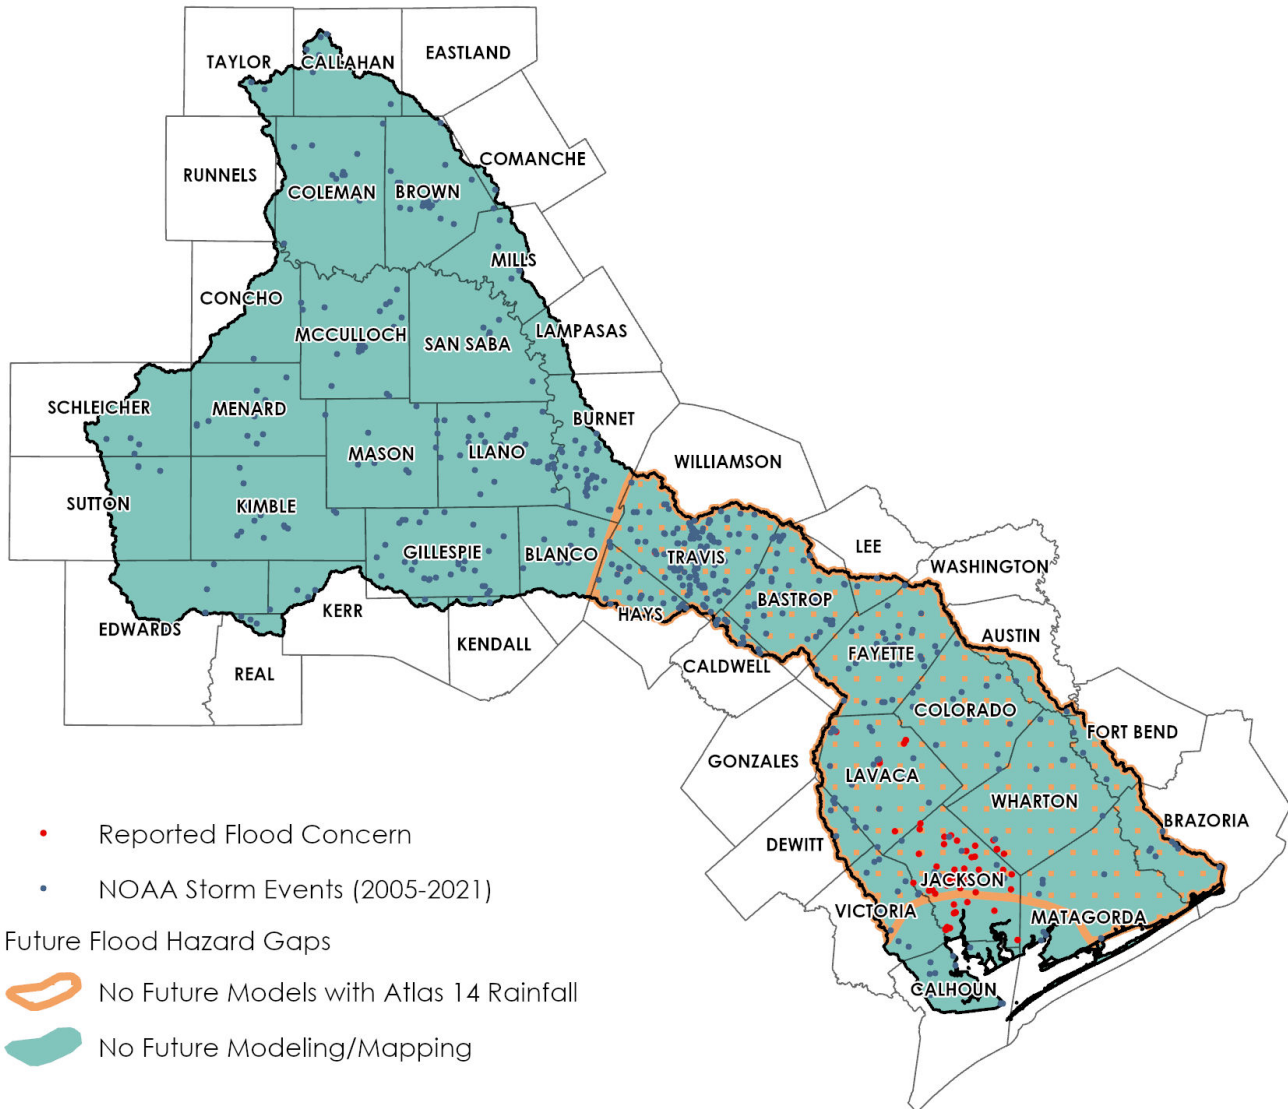 EASTLAND
TAYLOR
CALLAHAN
COMANCHE
RUNNELS
COLEMAN
BROWN
MILLS
CONCHO
MCCULLOCH
SAN SABA
LAMPASAS
SCHLEICHER
MENARD
BURNET
MASON
LLANO
WILLIAMSON
SUTTON
KIMBLE
GILLESPIE
BLANCO
TRAVIS
LEE
WASHINGTON
BASTROP
EDWARDS
KERR
HAYS
KENDALL
AUSTIN
FAYETTE
CALDWELL
REAL
COLORADO
FORT BEND
GONZALES
LAVACA
WHARTON
BRAZORIA
DEWITT
JACKSON
VICTORIA
MATAGORDA
CALHOUN
Reported Flood Concern
NOAA Storm Events (2005-2021)
Future Flood Hazard Gaps
No Future Models with Atlas 14 Rainfall
No Future Modeling/Mapping